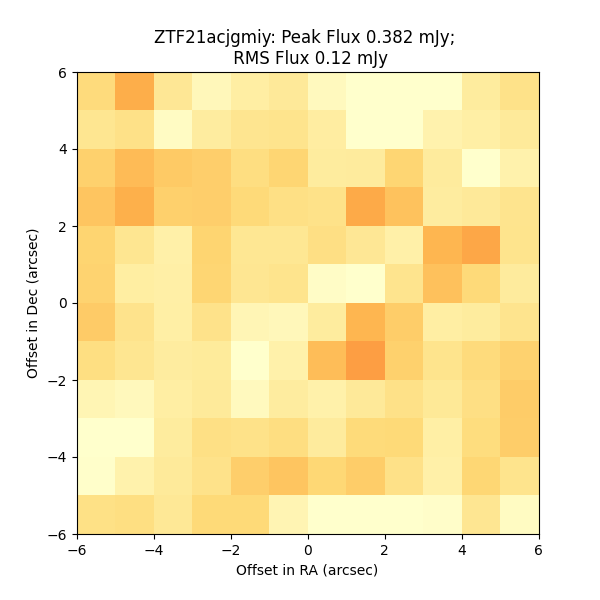 ZTF21acjgmiy: Peak Flux 0.382 mJy;
RMS Flux 0.12 mJy
6
4
2
0
−2
−4
−6
Offset in Dec (arcsec)
−6 −4 −2 0 2 4 6
Offset in RA (arcsec)